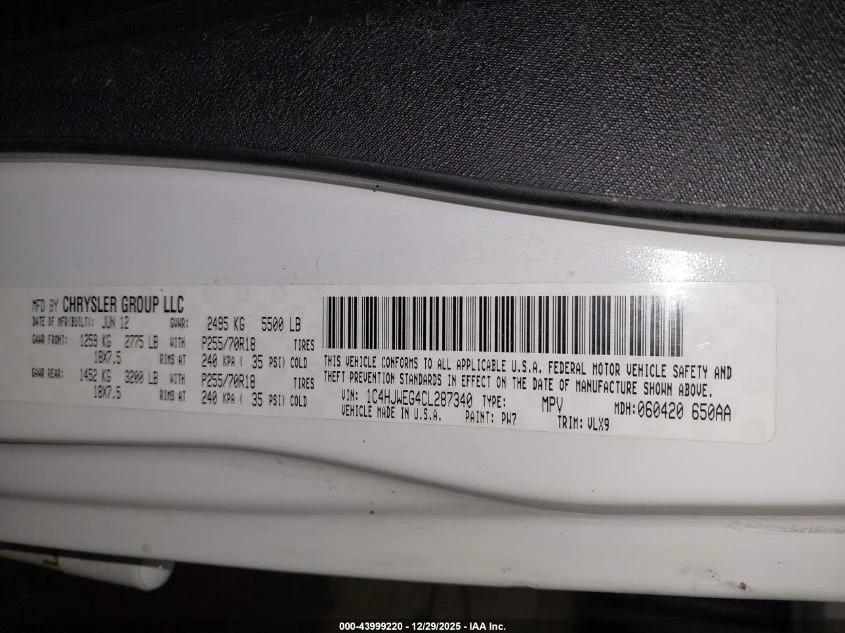 MFD BY CHRYSLER GROUP LLC
DATE OF MFR(BUILT): JUN 12 GVWR: 2495 KG 5500 LB
GAWR FRONT: 1259 KG 2775 LB WITH P255/70R18 TIRES
18X7.5 RIMS AT 240 KPA ( 35 PSI) COLD
GAWR REAR: 1452 KG 3200 LB WITH P255/70R18 TIRES
18X7.5 RIMS AT 240 KPA ( 35 PSI) COLD
THIS VEHICLE CONFORMS TO ALL APPLICABLE U.S.A. FEDERAL MOTOR VEHICLE SAFETY AND
THEFT PREVENTION STANDARDS IN EFFECT ON THE DATE OF MANUFACTURE SHOWN ABOVE.
VIN: 1C4HJWEG4CL287340 TYPE: MPV MDH: 060420 650AA
VEHICLE MADE IN U.S.A. PAINT: PW7 TRIM: VLX9
000-43999220 - 12/29/2025 - IAA Inc.